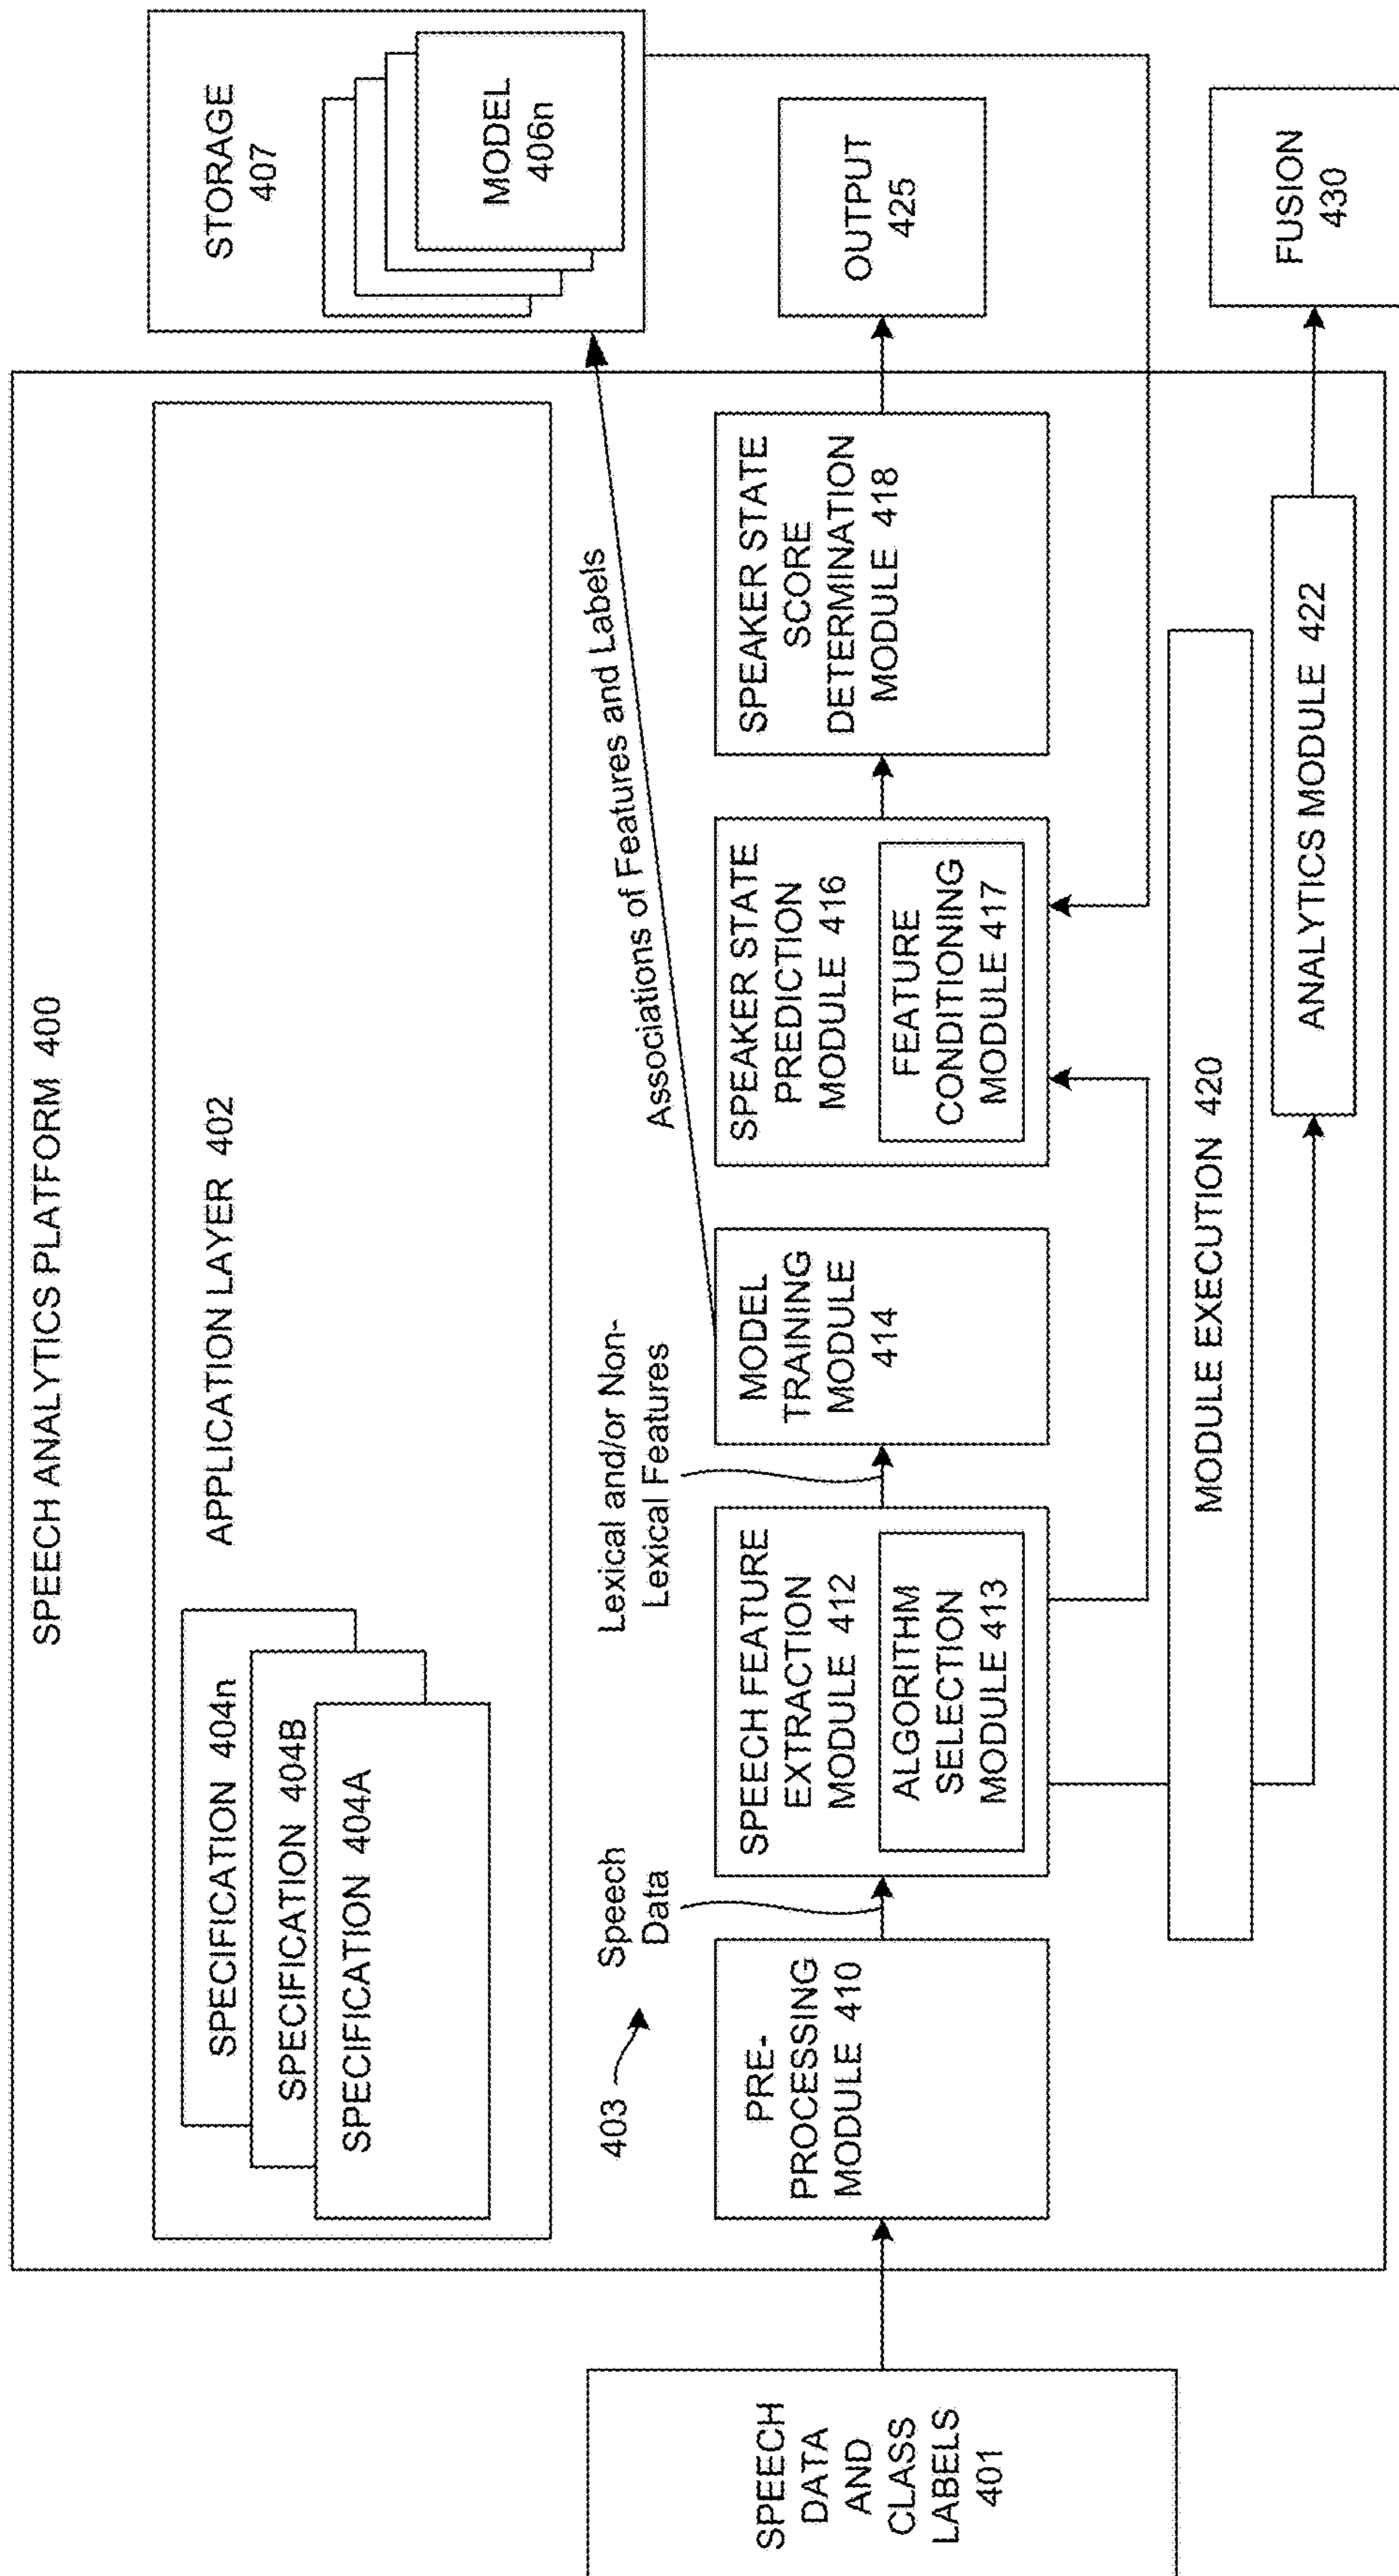 SPEECH ANALYTICS PLATFORM 400
APPLICATION LAYER 402
SPECIFICATION 404n
SPECIFICATION 404B
SPECIFICATION 404A
STORAGE
407
MODEL
406n
403
Speech
Data
Lexical and/or Non-
Lexical Features
Associations of Features and Labels
SPEECH
DATA
AND
CLASS
LABELS
401
PRE-
PROCESSING
MODULE 410
SPEECH FEATURE
EXTRACTION
MODULE 412
ALGORITHM
SELECTION
MODULE 413
MODEL
TRAINING
MODULE
414
SPEAKER STATE
PREDICTION
MODULE 416
FEATURE
CONDITIONING
MODULE 417
SPEAKER STATE
SCORE
DETERMINATION
MODULE 418
OUTPUT
425
MODULE EXECUTION 420
ANALYTICS MODULE 422
FUSION
430